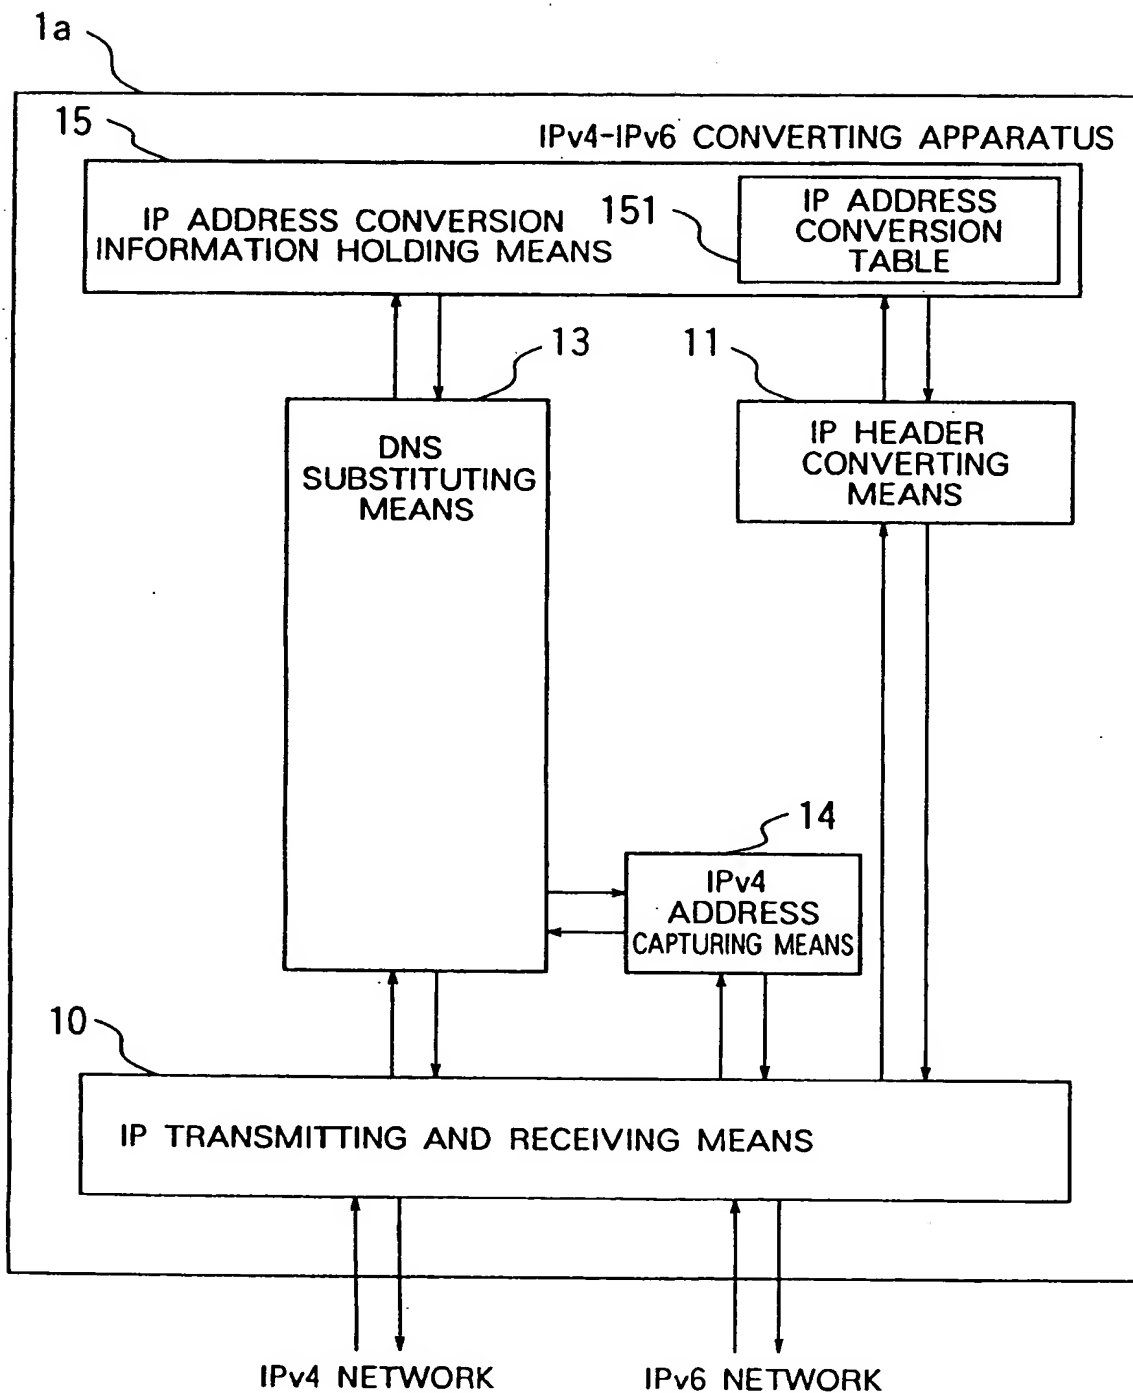 1a
15
IPv4-IPv6 CONVERTING APPARATUS
IP ADDRESS CONVERSION
INFORMATION HOLDING MEANS
151
IP ADDRESS
CONVERSION
TABLE
13
11
DNS
SUBSTITUTING
MEANS
IP HEADER
CONVERTING
MEANS
14
IPv4
ADDRESS
CAPTURING MEANS
10
IP TRANSMITTING AND RECEIVING MEANS
IPv4 NETWORK
IPv6 NETWORK